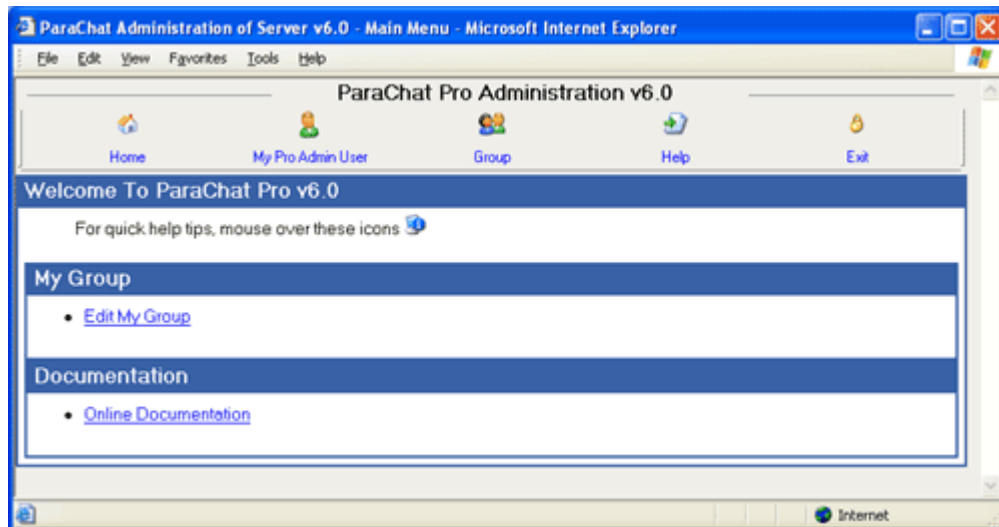 ParaChat Administration of Server v6.0 - Main Menu - Microsoft Internet Explorer
File Edit View Favorites Tools Help
ParaChat Pro Administration v6.0
Home My Pro Admin User Group Help Exit
Welcome To ParaChat Pro v6.0
For quick help tips, mouse over these icons
My Group
Edit My Group
Documentation
Online Documentation
Internet